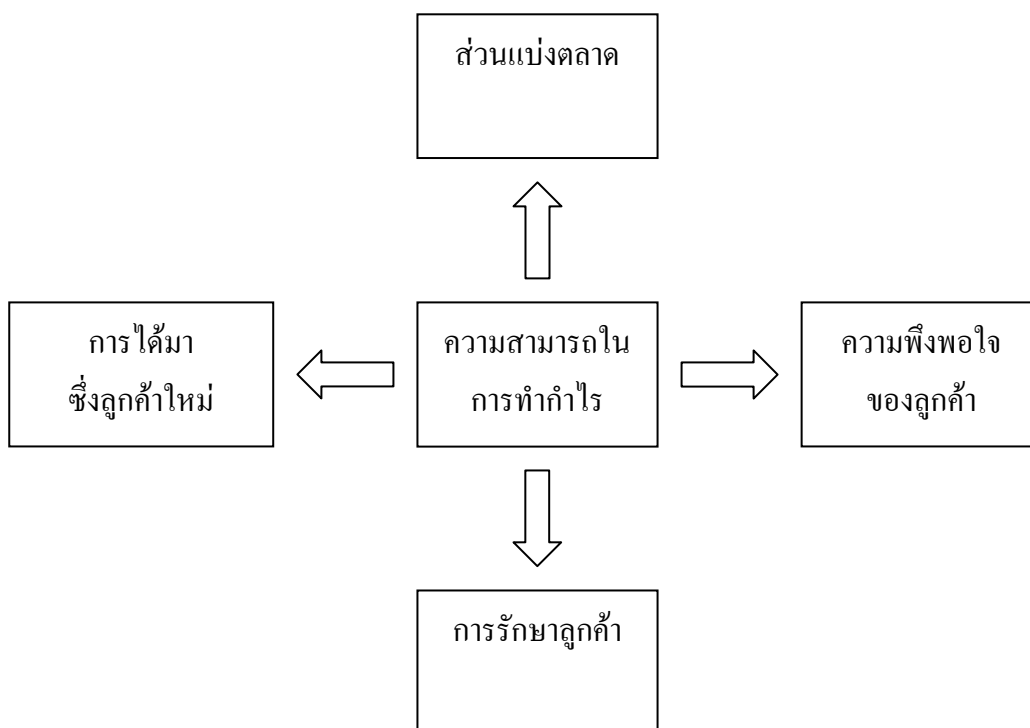 ส่วนแบ่งตลาด
การได้มา
ซึ่งลูกค้าใหม่
ความสามารถใน
การทำกำไร
ความพึงพอใจ
ของลูกค้า
การรักษาลูกค้า